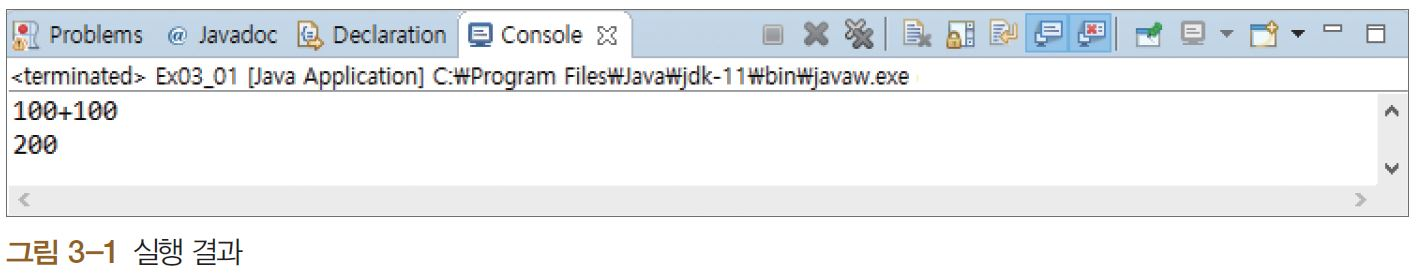 Problems @ Javadoc Declaration Console
<terminated> Ex03_01 [Java Application] C:₩Program Files₩Java₩jdk-11₩bin₩javaw.exe
100+100
200
그림 3-1 실행 결과